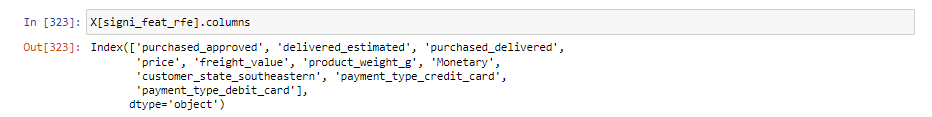 In [323]: X[signi_feat_rfe].columns
Out[323]: Index(['purchased_approved', 'delivered_estimated', 'purchased_delivered',
'price', 'freight_value', 'product_weight_g', 'Monetary',
'customer_state_southeastern', 'payment_type_credit_card',
'payment_type_debit_card'],
dtype='object')